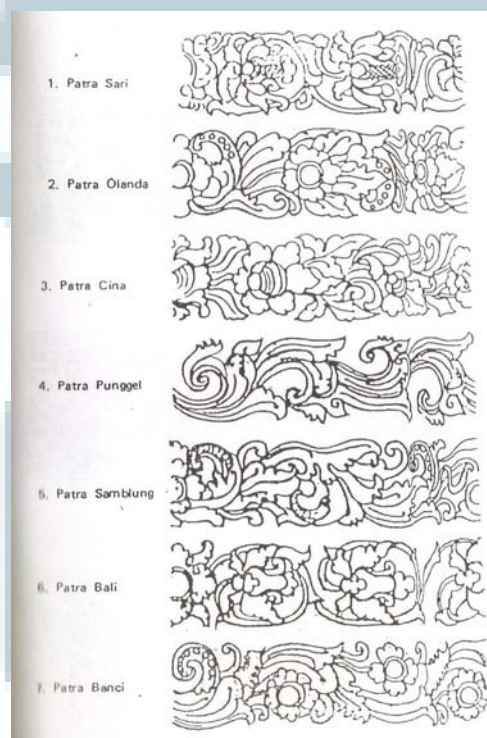 1. Patra Sari
2. Patra Olanda
3. Patra Cina
4. Patra Punggel
5. Patra Samblung
6. Patra Bali
7. Patra Banci